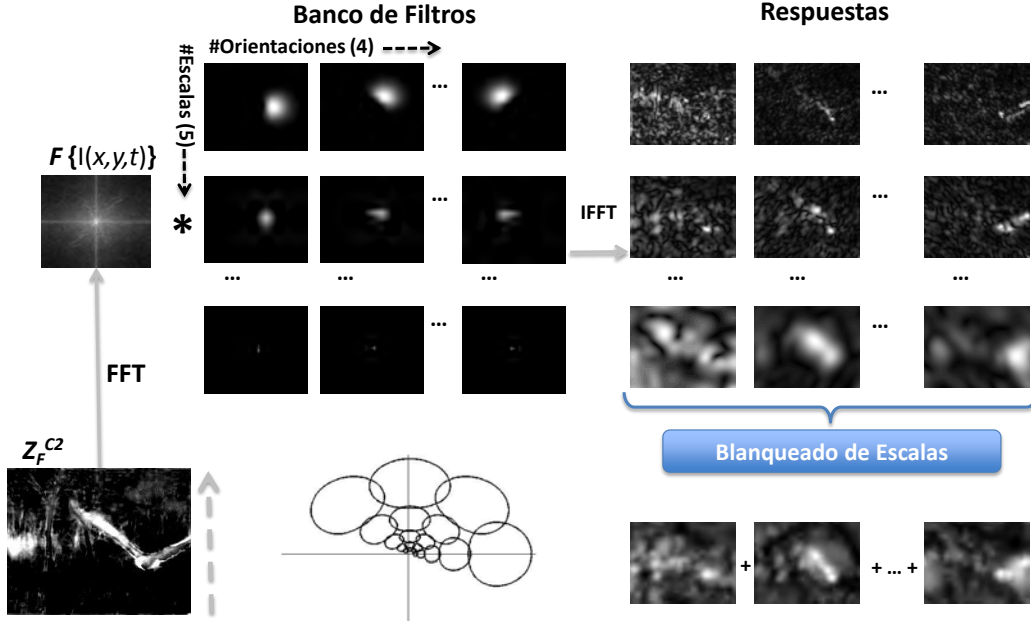 Banco de Filtros
Respuestas
#Orientaciones (4)
#Escalas (5)
...
...
F {I(x,y,t)}
*
...
IFFT
...
... ... ...
... ... ...
...
...
FFT
Z_F^C2
Blanqueado de Escalas
+ + ... +